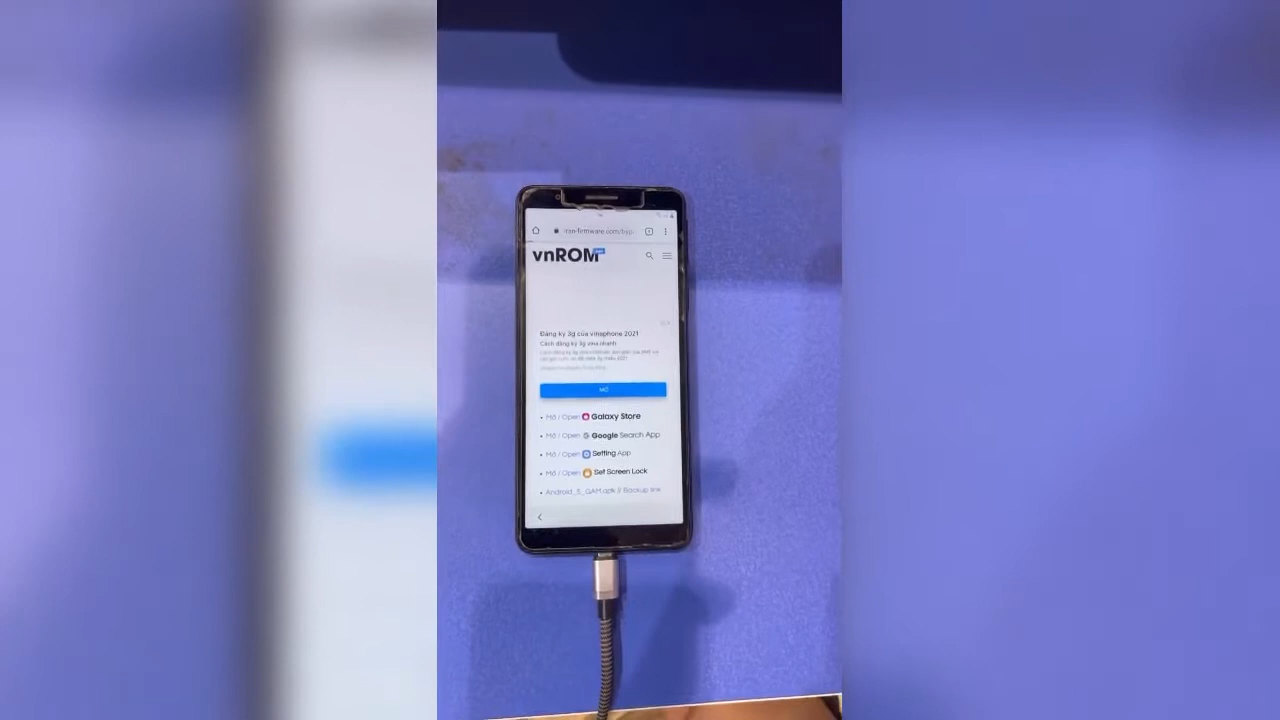 vnROM
Đăng ký 3g của vinaphone 2021
Cách đăng ký 3g vina nhanh
MỞ
Mở / Open Galaxy Store
Mở / Open Google Search App
Mở / Open Setting App
Mở / Open Set Screen Lock
Android_5_GAM.apk // Backup link